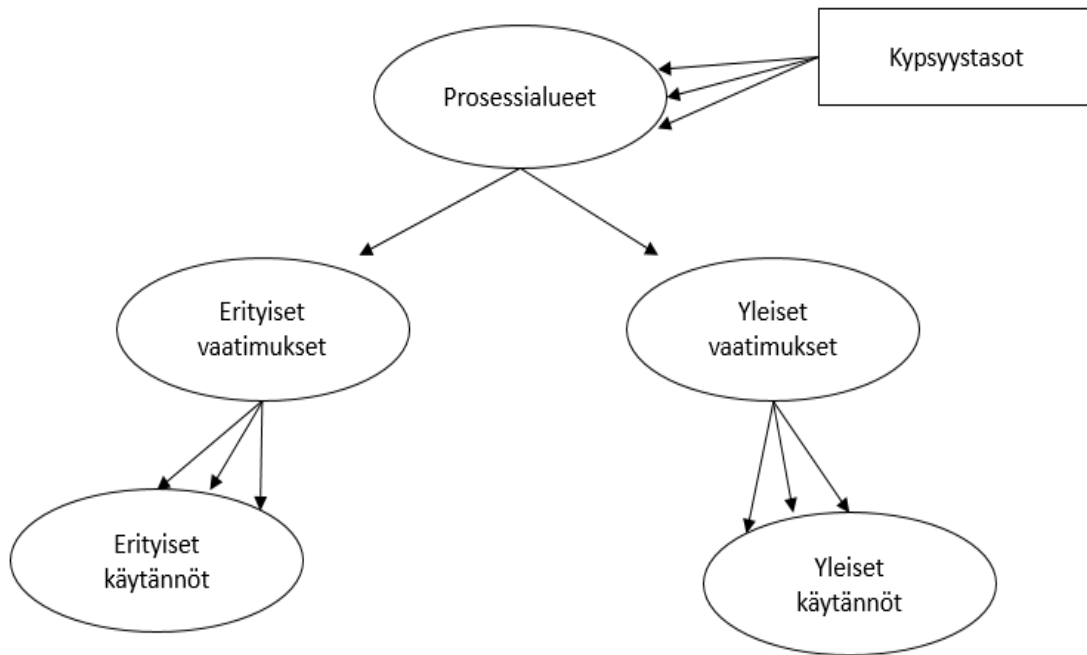 Kypsyystasot
Prosessialueet
Erityiset
vaatimukset
Yleiset
vaatimukset
Erityiset
käytännöt
Yleiset
käytännöt